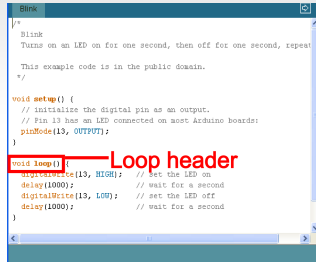 Blink
/*
  Blink
  Turns on an LED on for one second, then off for one second, repeat

  This example code is in the public domain.
 */

void setup() {
  // initialize the digital pin as an output.
  // Pin 13 has an LED connected on most Arduino boards:
  pinMode(13, OUTPUT);
}

void loop() { Loop header
  digitalWrite(13, HIGH);   // set the LED on
  delay(1000);              // wait for a second
  digitalWrite(13, LOW);    // set the LED off
  delay(1000);              // wait for a second
}